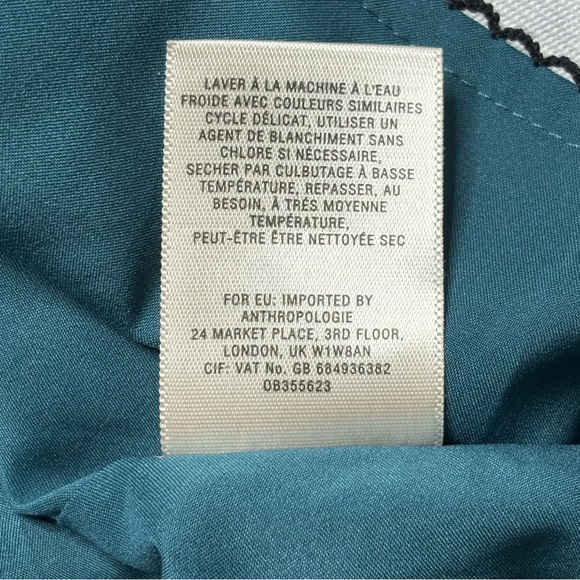 LAVER À LA MACHINE À L'EAU
FROIDE AVEC COULEURS SIMILAIRES
CYCLE DÉLICAT, UTILISER UN
AGENT DE BLANCHIMENT SANS
CHLORE SI NÉCESSAIRE,
SECHER PAR CULBUTAGE À BASSE
TEMPÉRATURE, REPASSER, AU
BESOIN, À TRÉS MOYENNE
TEMPÉRATURE,
PEUT-ÊTRE ÊTRE NETTOYÉE SEC
FOR EU: IMPORTED BY
ANTHROPOLOGIE
24 MARKET PLACE, 3RD FLOOR,
LONDON, UK W1W8AN
CIF: VAT No. GB 684936382
OB355623